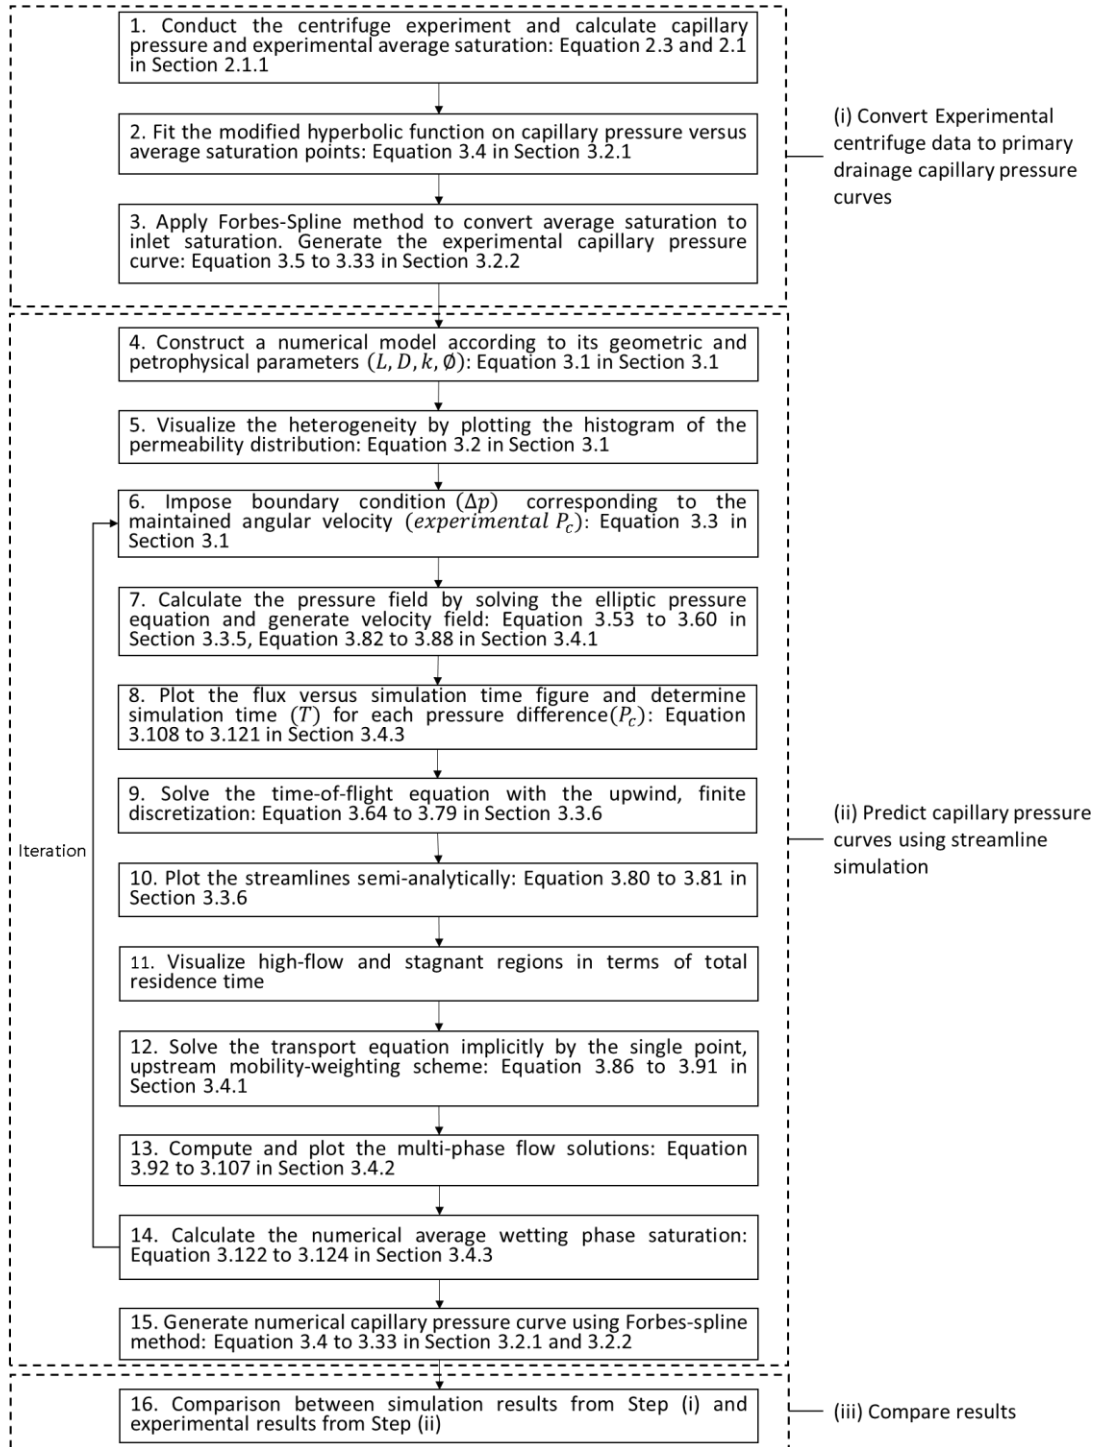 1. Conduct the centrifuge experiment and calculate capillary
pressure and experimental average saturation: Equation 2.3 and 2.1
in Section 2.1.1
2. Fit the modified hyperbolic function on capillary pressure versus
average saturation points: Equation 3.4 in Section 3.2.1
3. Apply Forbes-Spline method to convert average saturation to
inlet saturation. Generate the experimental capillary pressure
curve: Equation 3.5 to 3.33 in Section 3.2.2
(i) Convert Experimental
centrifuge data to primary
drainage capillary pressure
curves
4. Construct a numerical model according to its geometric and
petrophysical parameters (L, D, k, Ø): Equation 3.1 in Section 3.1
5. Visualize the heterogeneity by plotting the histogram of the
permeability distribution: Equation 3.2 in Section 3.1
6. Impose boundary condition (Δp) corresponding to the
maintained angular velocity (experimental P_c): Equation 3.3 in
Section 3.1
7. Calculate the pressure field by solving the elliptic pressure
equation and generate velocity field: Equation 3.53 to 3.60 in
Section 3.3.5, Equation 3.82 to 3.88 in Section 3.4.1
8. Plot the flux versus simulation time figure and determine
simulation time (T) for each pressure difference(P_c): Equation
3.108 to 3.121 in Section 3.4.3
9. Solve the time-of-flight equation with the upwind, finite
discretization: Equation 3.64 to 3.79 in Section 3.3.6
Iteration
10. Plot the streamlines semi-analytically: Equation 3.80 to 3.81 in
Section 3.3.6
11. Visualize high-flow and stagnant regions in terms of total
residence time
12. Solve the transport equation implicitly by the single point,
upstream mobility-weighting scheme: Equation 3.86 to 3.91 in
Section 3.4.1
13. Compute and plot the multi-phase flow solutions: Equation
3.92 to 3.107 in Section 3.4.2
14. Calculate the numerical average wetting phase saturation:
Equation 3.122 to 3.124 in Section 3.4.3
15. Generate numerical capillary pressure curve using Forbes-spline
method: Equation 3.4 to 3.33 in Section 3.2.1 and 3.2.2
(ii) Predict capillary pressure
curves using streamline
simulation
16. Comparison between simulation results from Step (i) and
experimental results from Step (ii)
(iii) Compare results